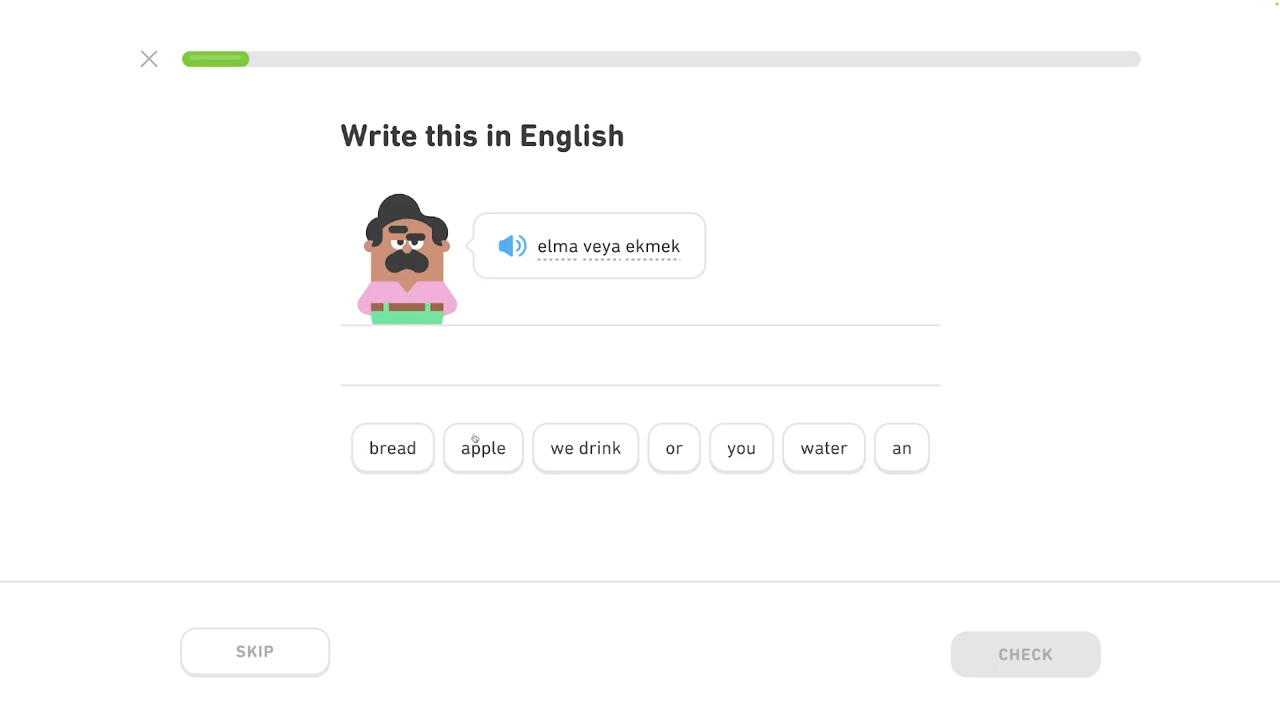 Write this in English
elma veya ekmek
bread apple we drink or you water an
SKIP CHECK